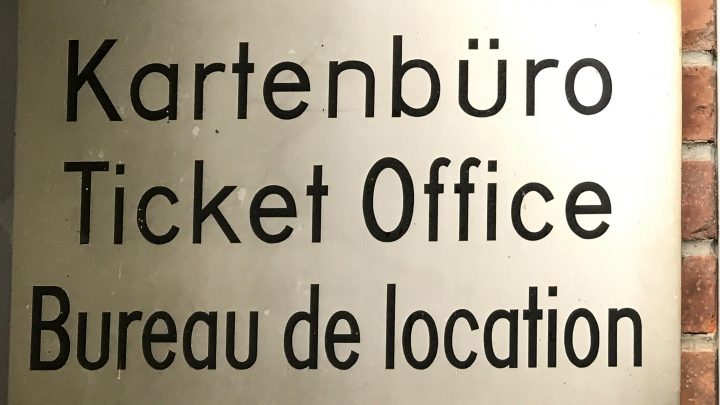 Kartenbüro
Ticket Office
Bureau de location